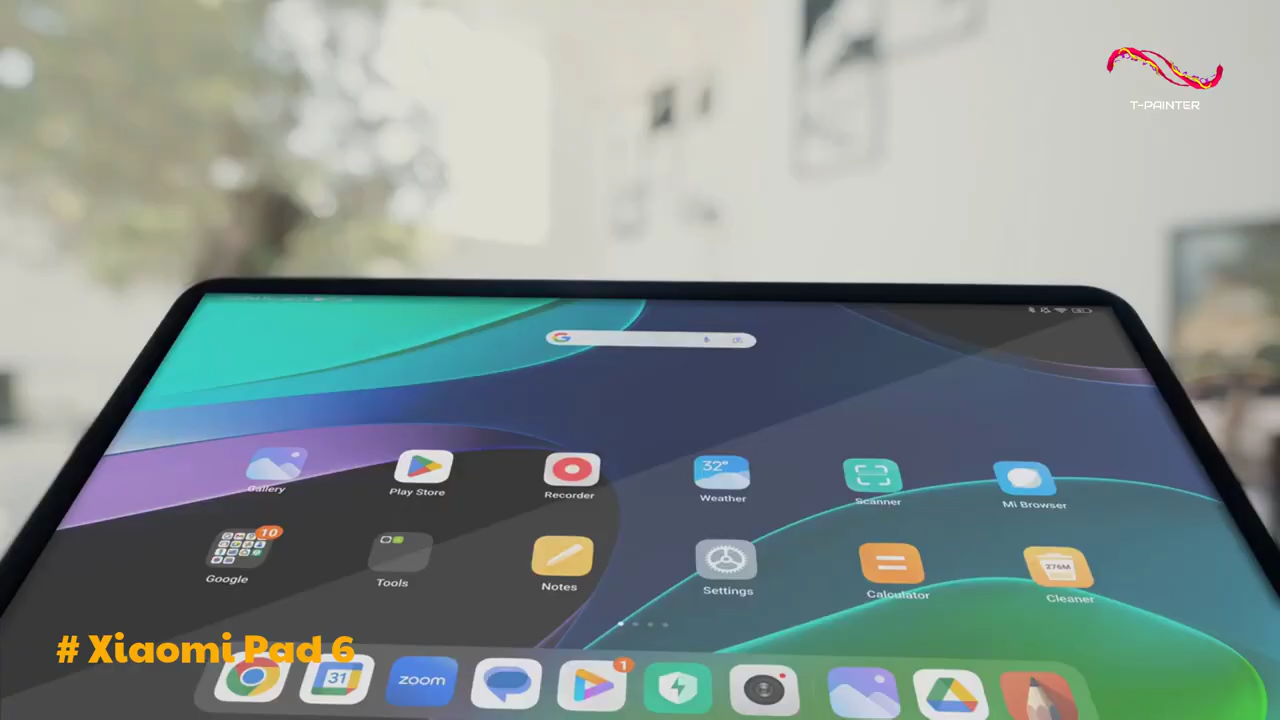 T-PAINTER
32°
Gallery
Play Store
Recorder
Weather
Scanner
Mi Browser
10
276M
Google
Tools
Notes
Settings
Calculator
Cleaner
# Xiaomi Pad 6
31
zoom
1